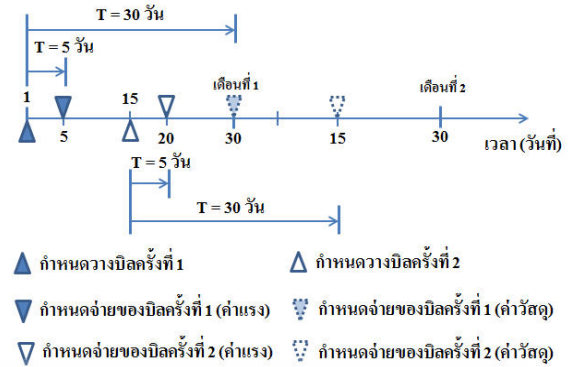 T = 30 วัน
T = 5 วัน
เดือนที่ 1
เดือนที่ 2
1 15
5 20 30 15 30 เวลา (วันที่)
T = 5 วัน
T = 30 วัน
กำหนดวางบิลครั้งที่ 1 กำหนดวางบิลครั้งที่ 2
กำหนดจ่ายของบิลครั้งที่ 1 (ค่าแรง) กำหนดจ่ายของบิลครั้งที่ 1 (ค่าวัสดุ)
กำหนดจ่ายของบิลครั้งที่ 2 (ค่าแรง) กำหนดจ่ายของบิลครั้งที่ 2 (ค่าวัสดุ)